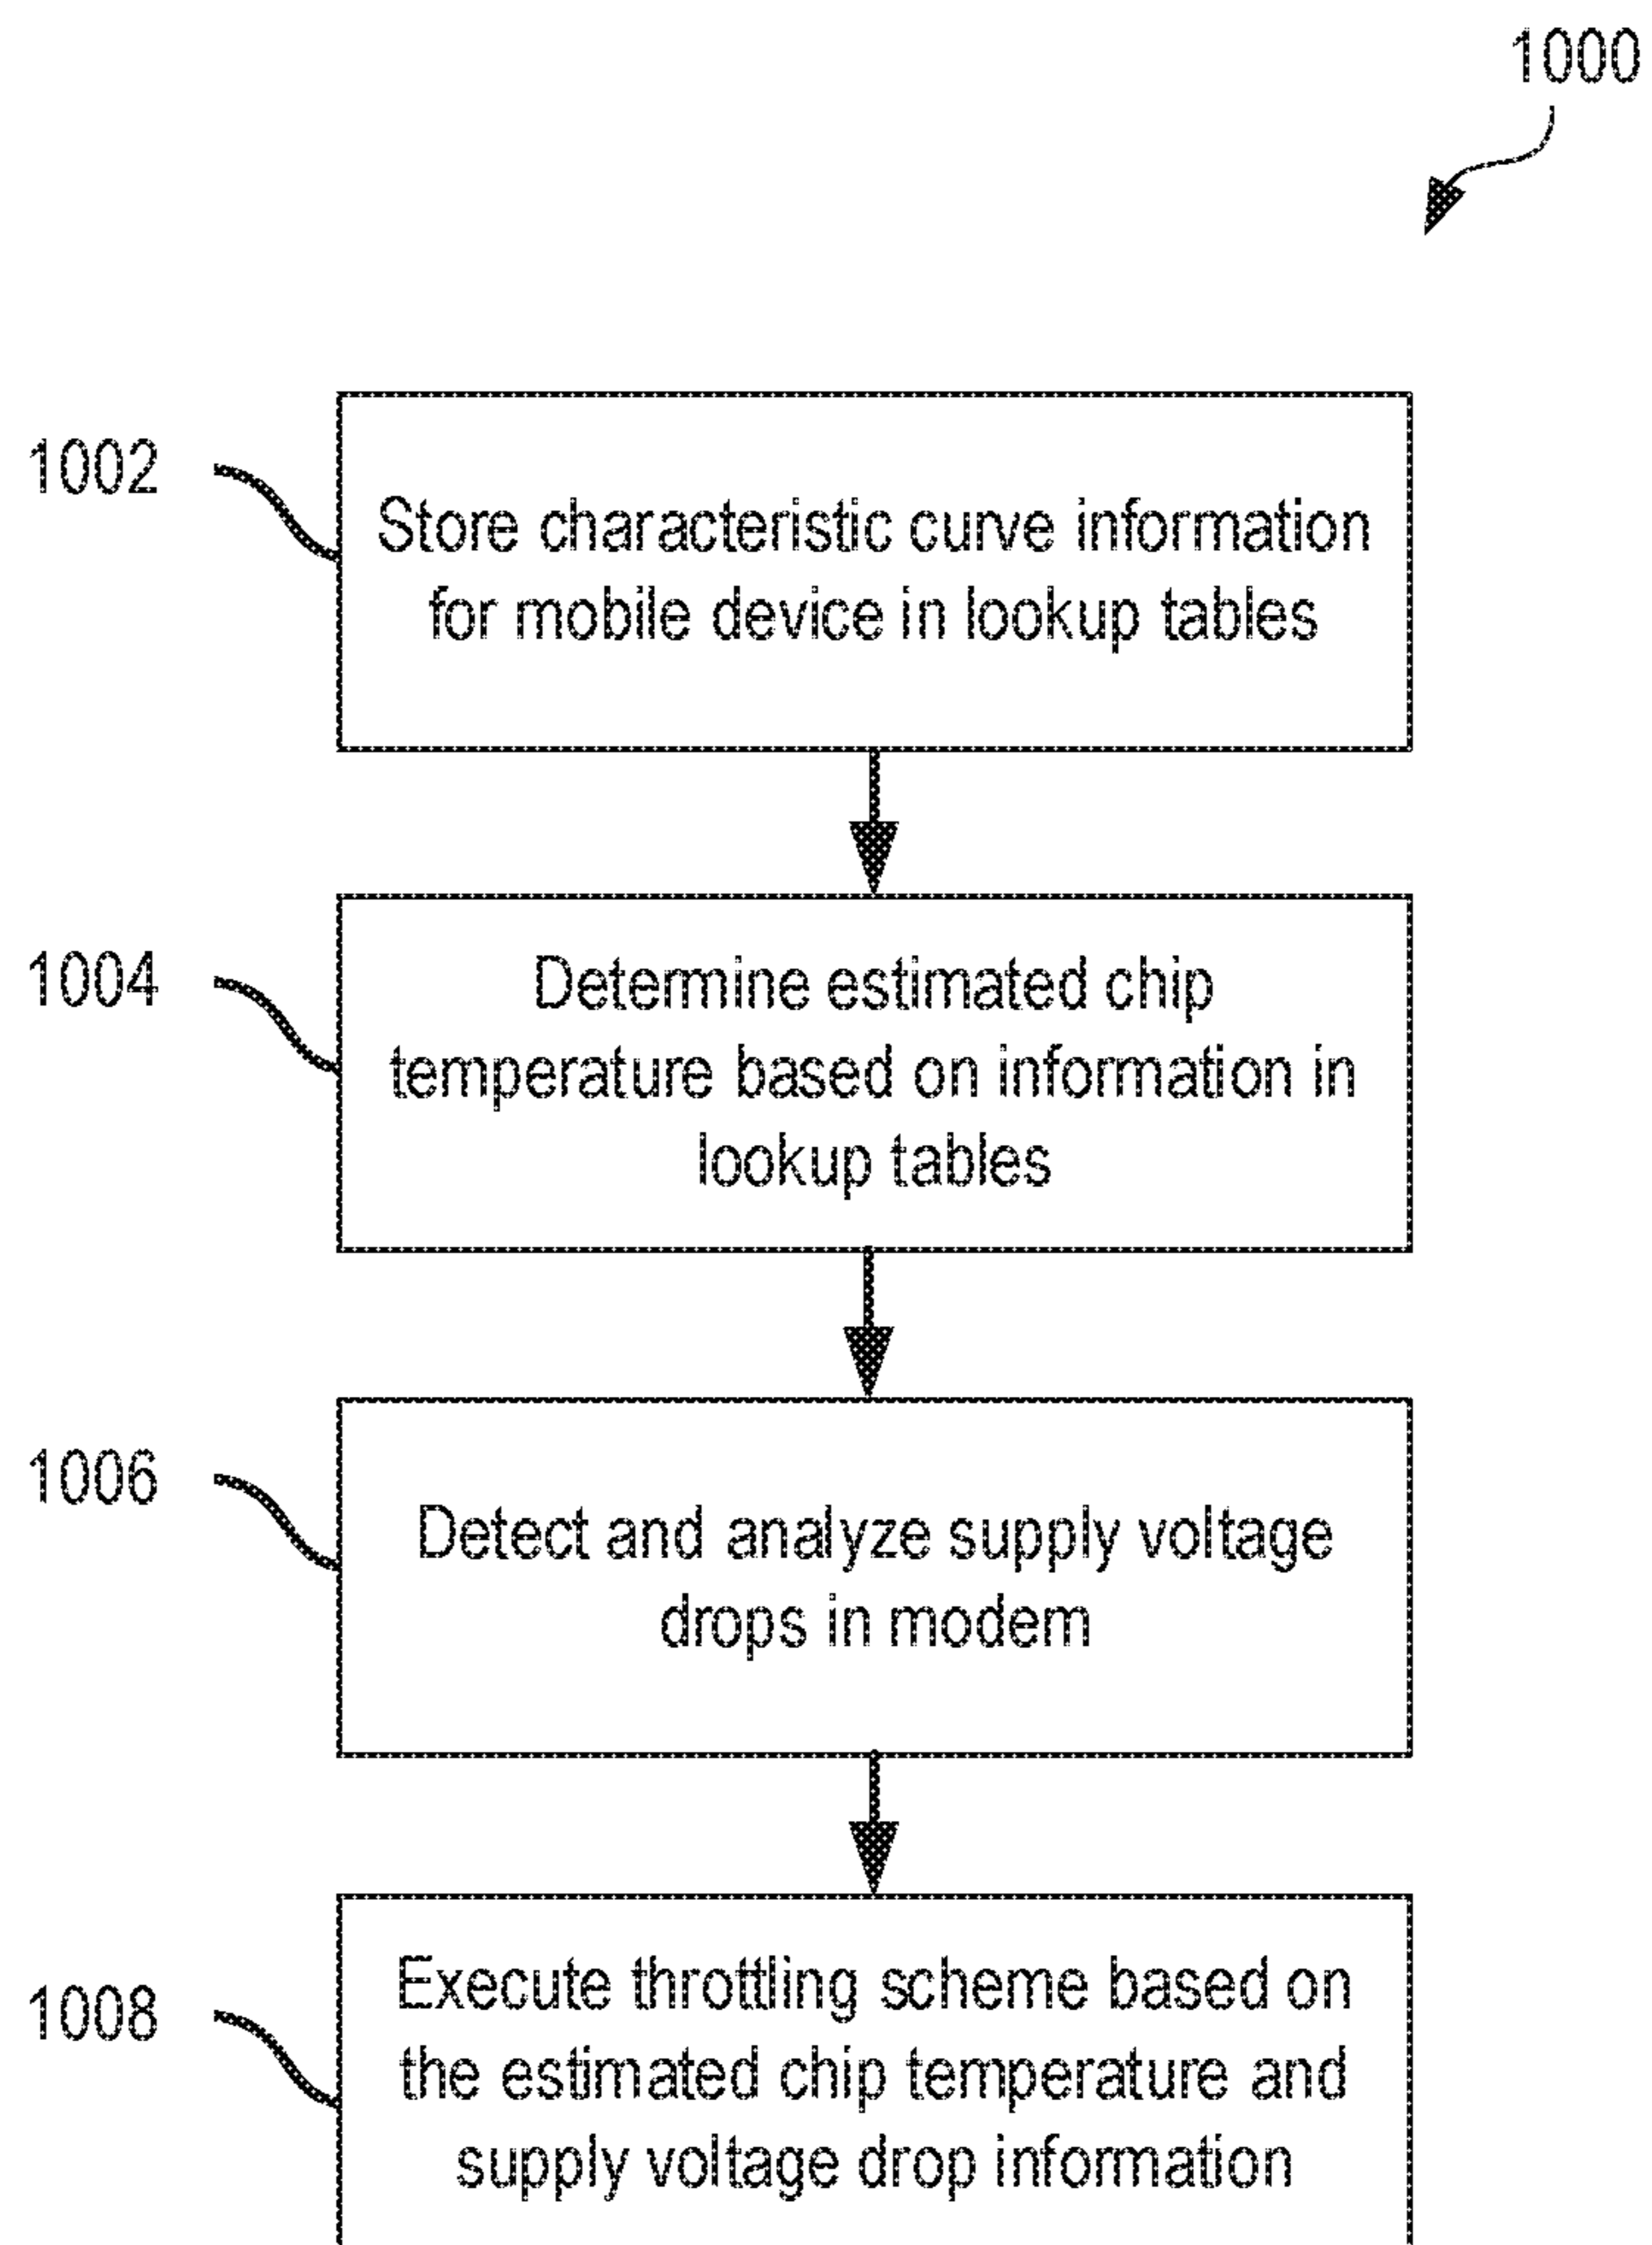 1000
1002
Store characteristic curve information
for mobile device in lookup tables
1004
Determine estimated chip
temperature based on information in
lookup tables
1006
Detect and analyze supply voltage
drops in modem
1008
Execute throttling scheme based on
the estimated chip temperature and
supply voltage drop information